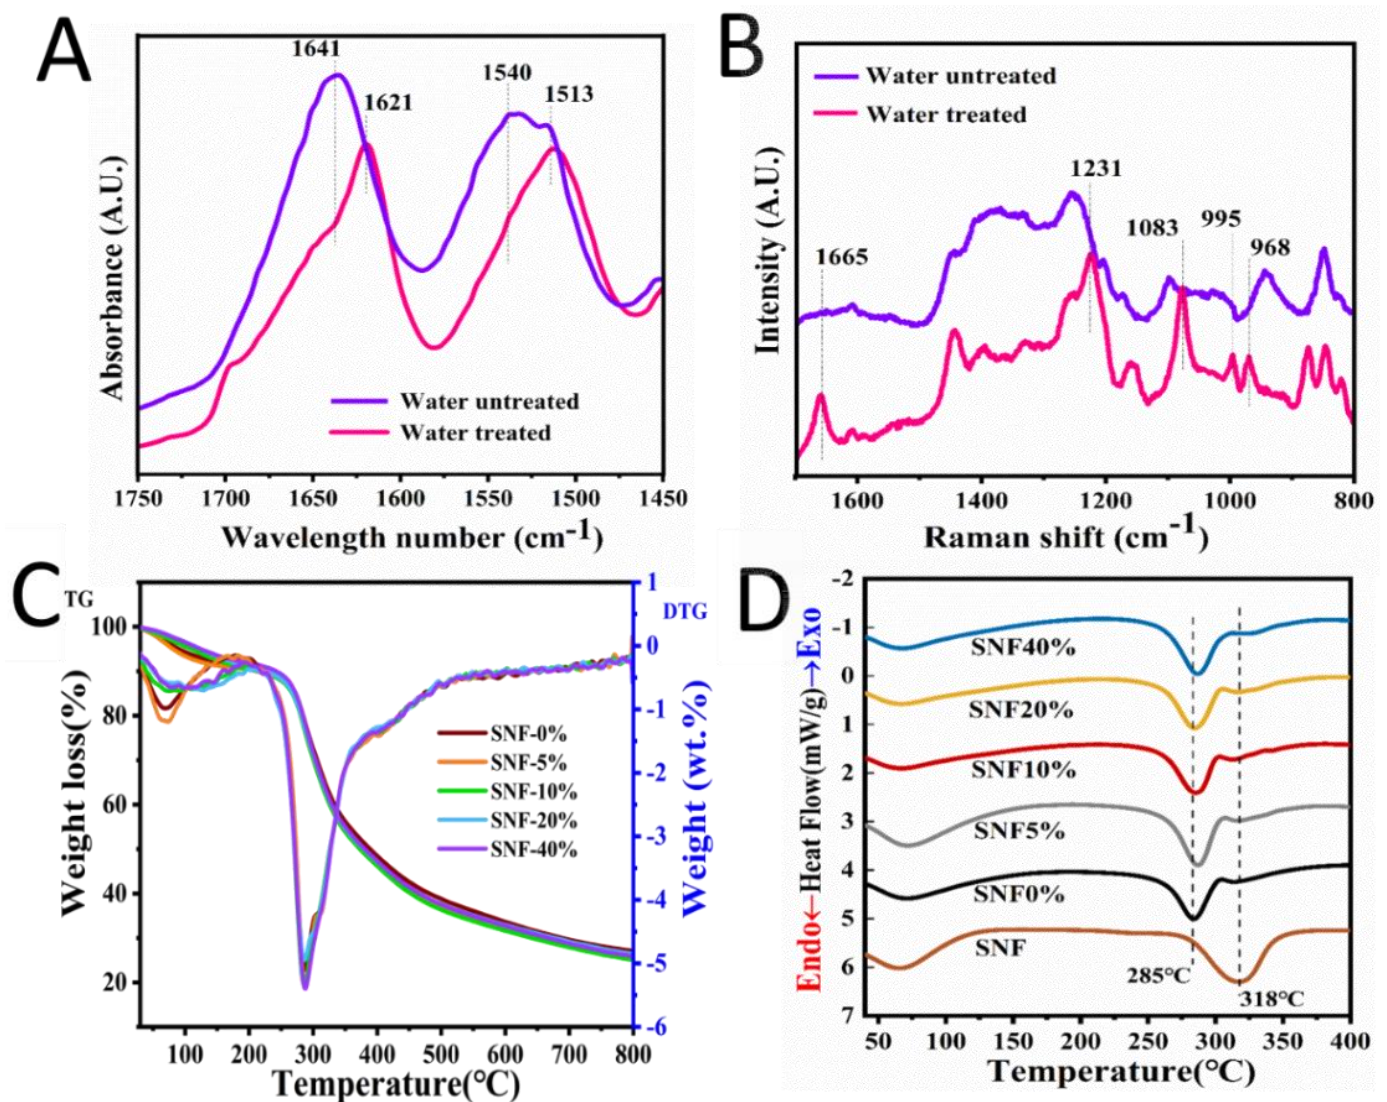 A
1641
1621
1540
1513
Absorbance (A.U.)
Water untreated
Water treated
1750 1700 1650 1600 1550 1500 1450
Wavelength number (cm-1)
B
Water untreated
Water treated
1665
1231
1083
995
968
Intensity (A.U.)
1600 1400 1200 1000 800
Raman shift (cm-1)
C
TG
DTG
100
80
60
40
20
Weight loss(%)
1
0
-1
-2
-3
-4
-5
-6
Weight (wt.%)
SNF-0%
SNF-5%
SNF-10%
SNF-20%
SNF-40%
100 200 300 400 500 600 700 800
Temperature(°C)
D
-2
-1
0
1
2
3
4
5
6
7
Endo←Heat Flow(mW/g)→Exo
SNF40%
SNF20%
SNF10%
SNF5%
SNF0%
SNF
285°C
318°C
50 100 150 200 250 300 350 400
Temperature(°C)